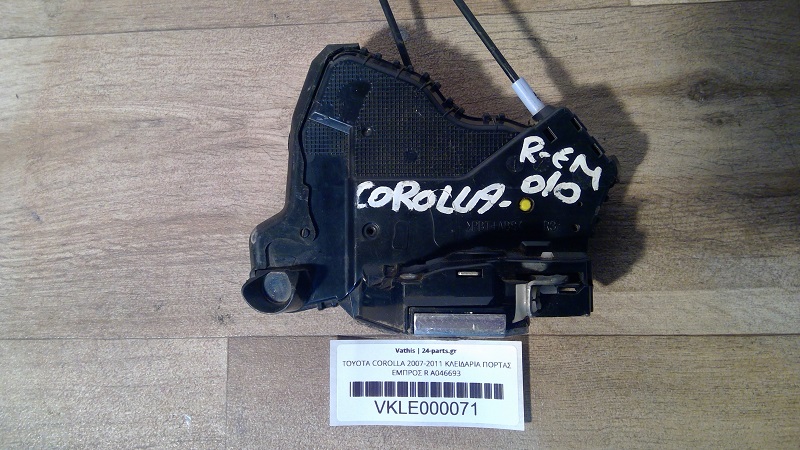 R-EM
COROLLA-010
Vathis | 24-parts.gr
TOYOTA COROLLA 2007-2011 ΚΛΕΙΔΑΡΙΑ ΠΟΡΤΑΣ
ΕΜΠΡΟΣ R A046693
VKLE000071